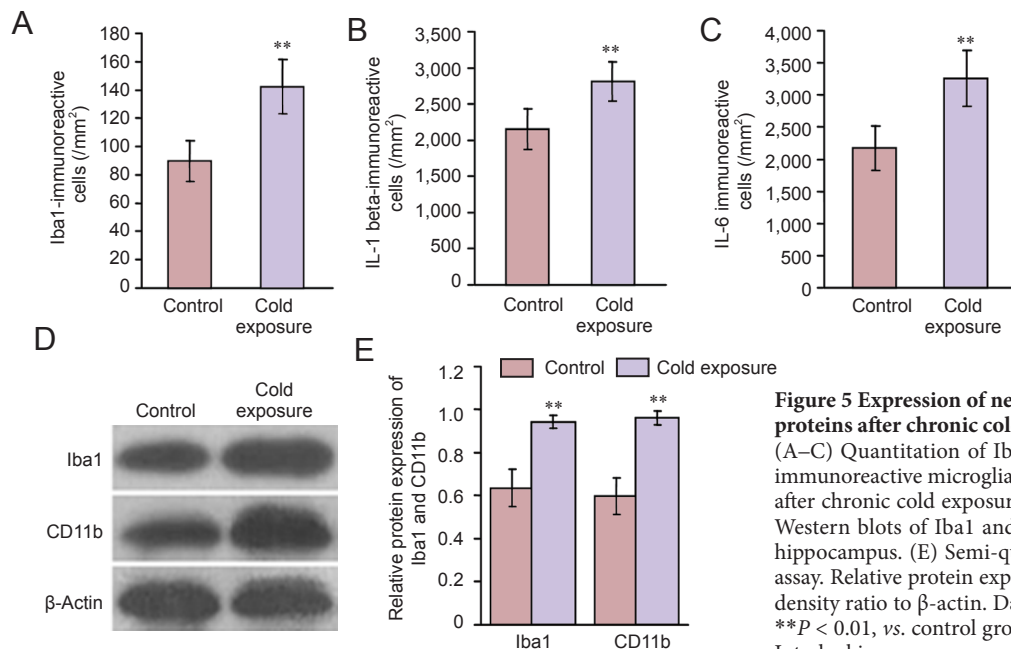 A
Iba1-immunoreactive
cells (/mm²)
180
160
140
120
100
80
60
40
20
0
**
Control
Cold
exposure
B
IL-1 beta-immunoreactive
cells (/mm²)
3,500
3,000
2,500
2,000
1,500
1,000
500
0
**
Control
Cold
exposure
C
IL-6 immunoreactive
cells (/mm²)
4,000
3,500
3,000
2,500
2,000
1,500
1,000
500
0
**
Control
Cold
exposure
D
Control
Cold
exposure
Iba1
CD11b
β-Actin
E
Control
Cold exposure
Relative protein expression of
Iba1 and CD11b
1.2
1.0
0.8
0.6
0.4
0.2
0
**
**
Iba1
CD11b
Figure 5 Expression of ne
proteins after chronic col
(A–C) Quantitation of Ib
immunoreactive microglia
after chronic cold exposur
Western blots of Iba1 and
hippocampus. (E) Semi-qu
assay. Relative protein exp
density ratio to β-actin. Da
**P < 0.01, vs. control gro